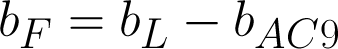 b_F = b_L - b_{AC9}